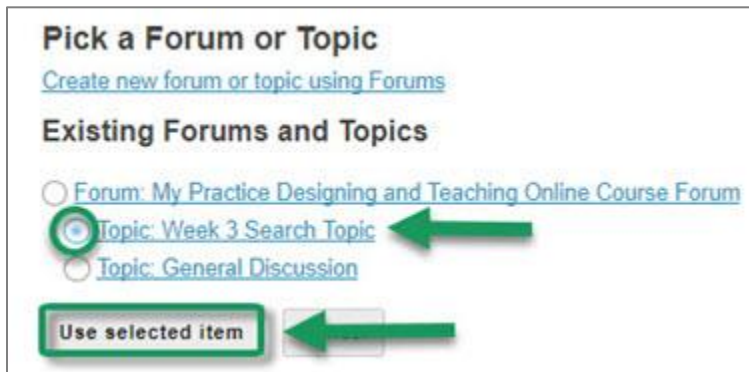 Pick a Forum or Topic
Create new forum or topic using Forums
Existing Forums and Topics
Forum: My Practice Designing and Teaching Online Course Forum
Topic: Week 3 Search Topic
Topic: General Discussion
Use selected item